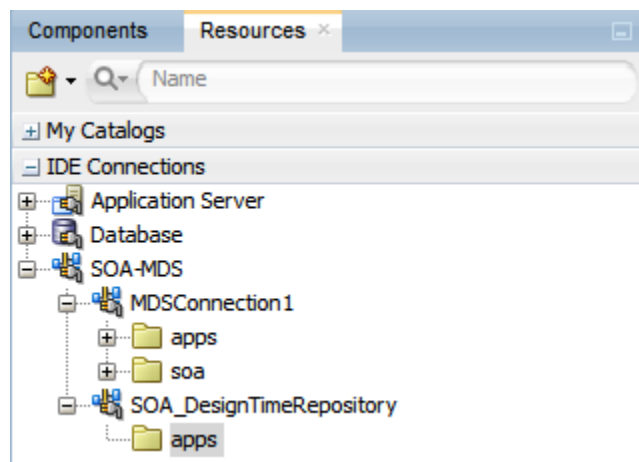 Components Resources
Name
My Catalogs
IDE Connections
Application Server
Database
SOA-MDS
MDSConnection1
apps
soa
SOA_DesignTimeRepository
apps